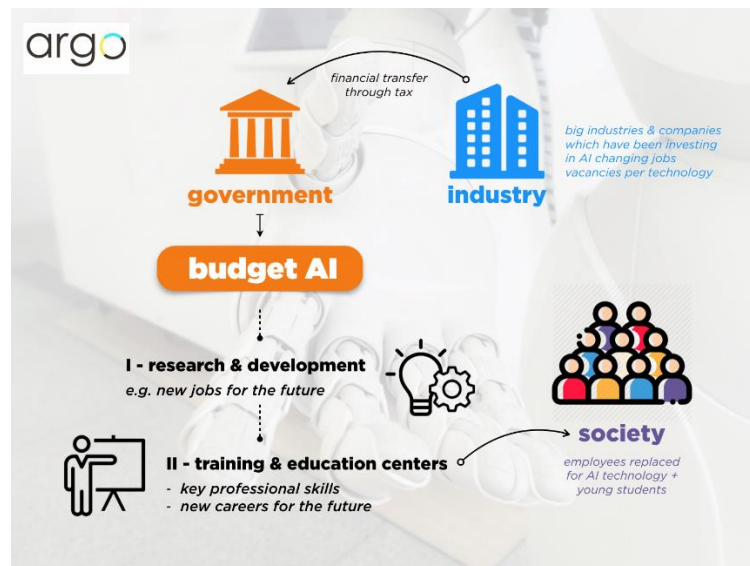 argo
financial transfer
through tax
big industries & companies
which have been investing
in AI changing jobs
vacancies per technology
government
industry
budget AI
I - research & development
e.g. new jobs for the future
society
II - training & education centers
- key professional skills
- new careers for the future
employees replaced
for AI technology +
young students